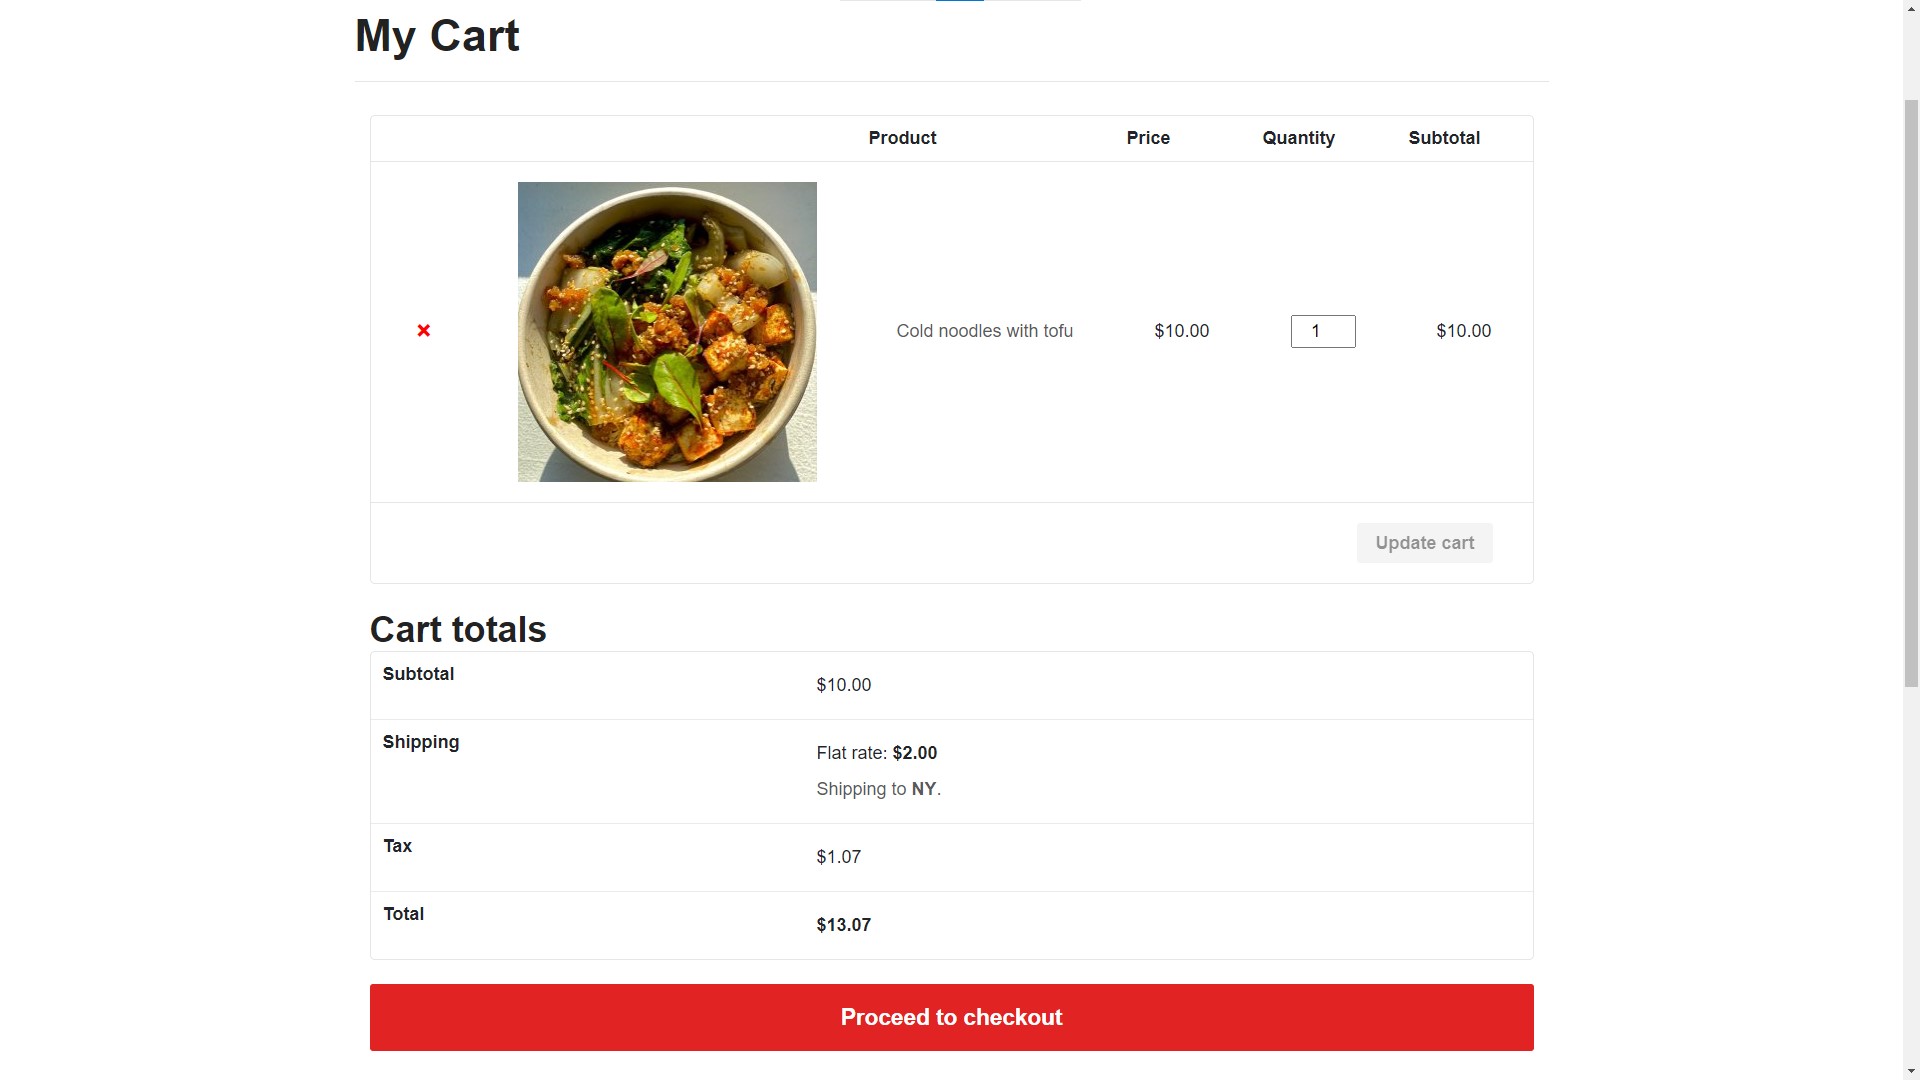 My Cart
Product Price Quantity Subtotal
Cold noodles with tofu $10.00 1 $10.00
Update cart
Cart totals
Subtotal
$10.00
Shipping
Flat rate: $2.00
Shipping to NY.
Tax
$1.07
Total
$13.07
Proceed to checkout